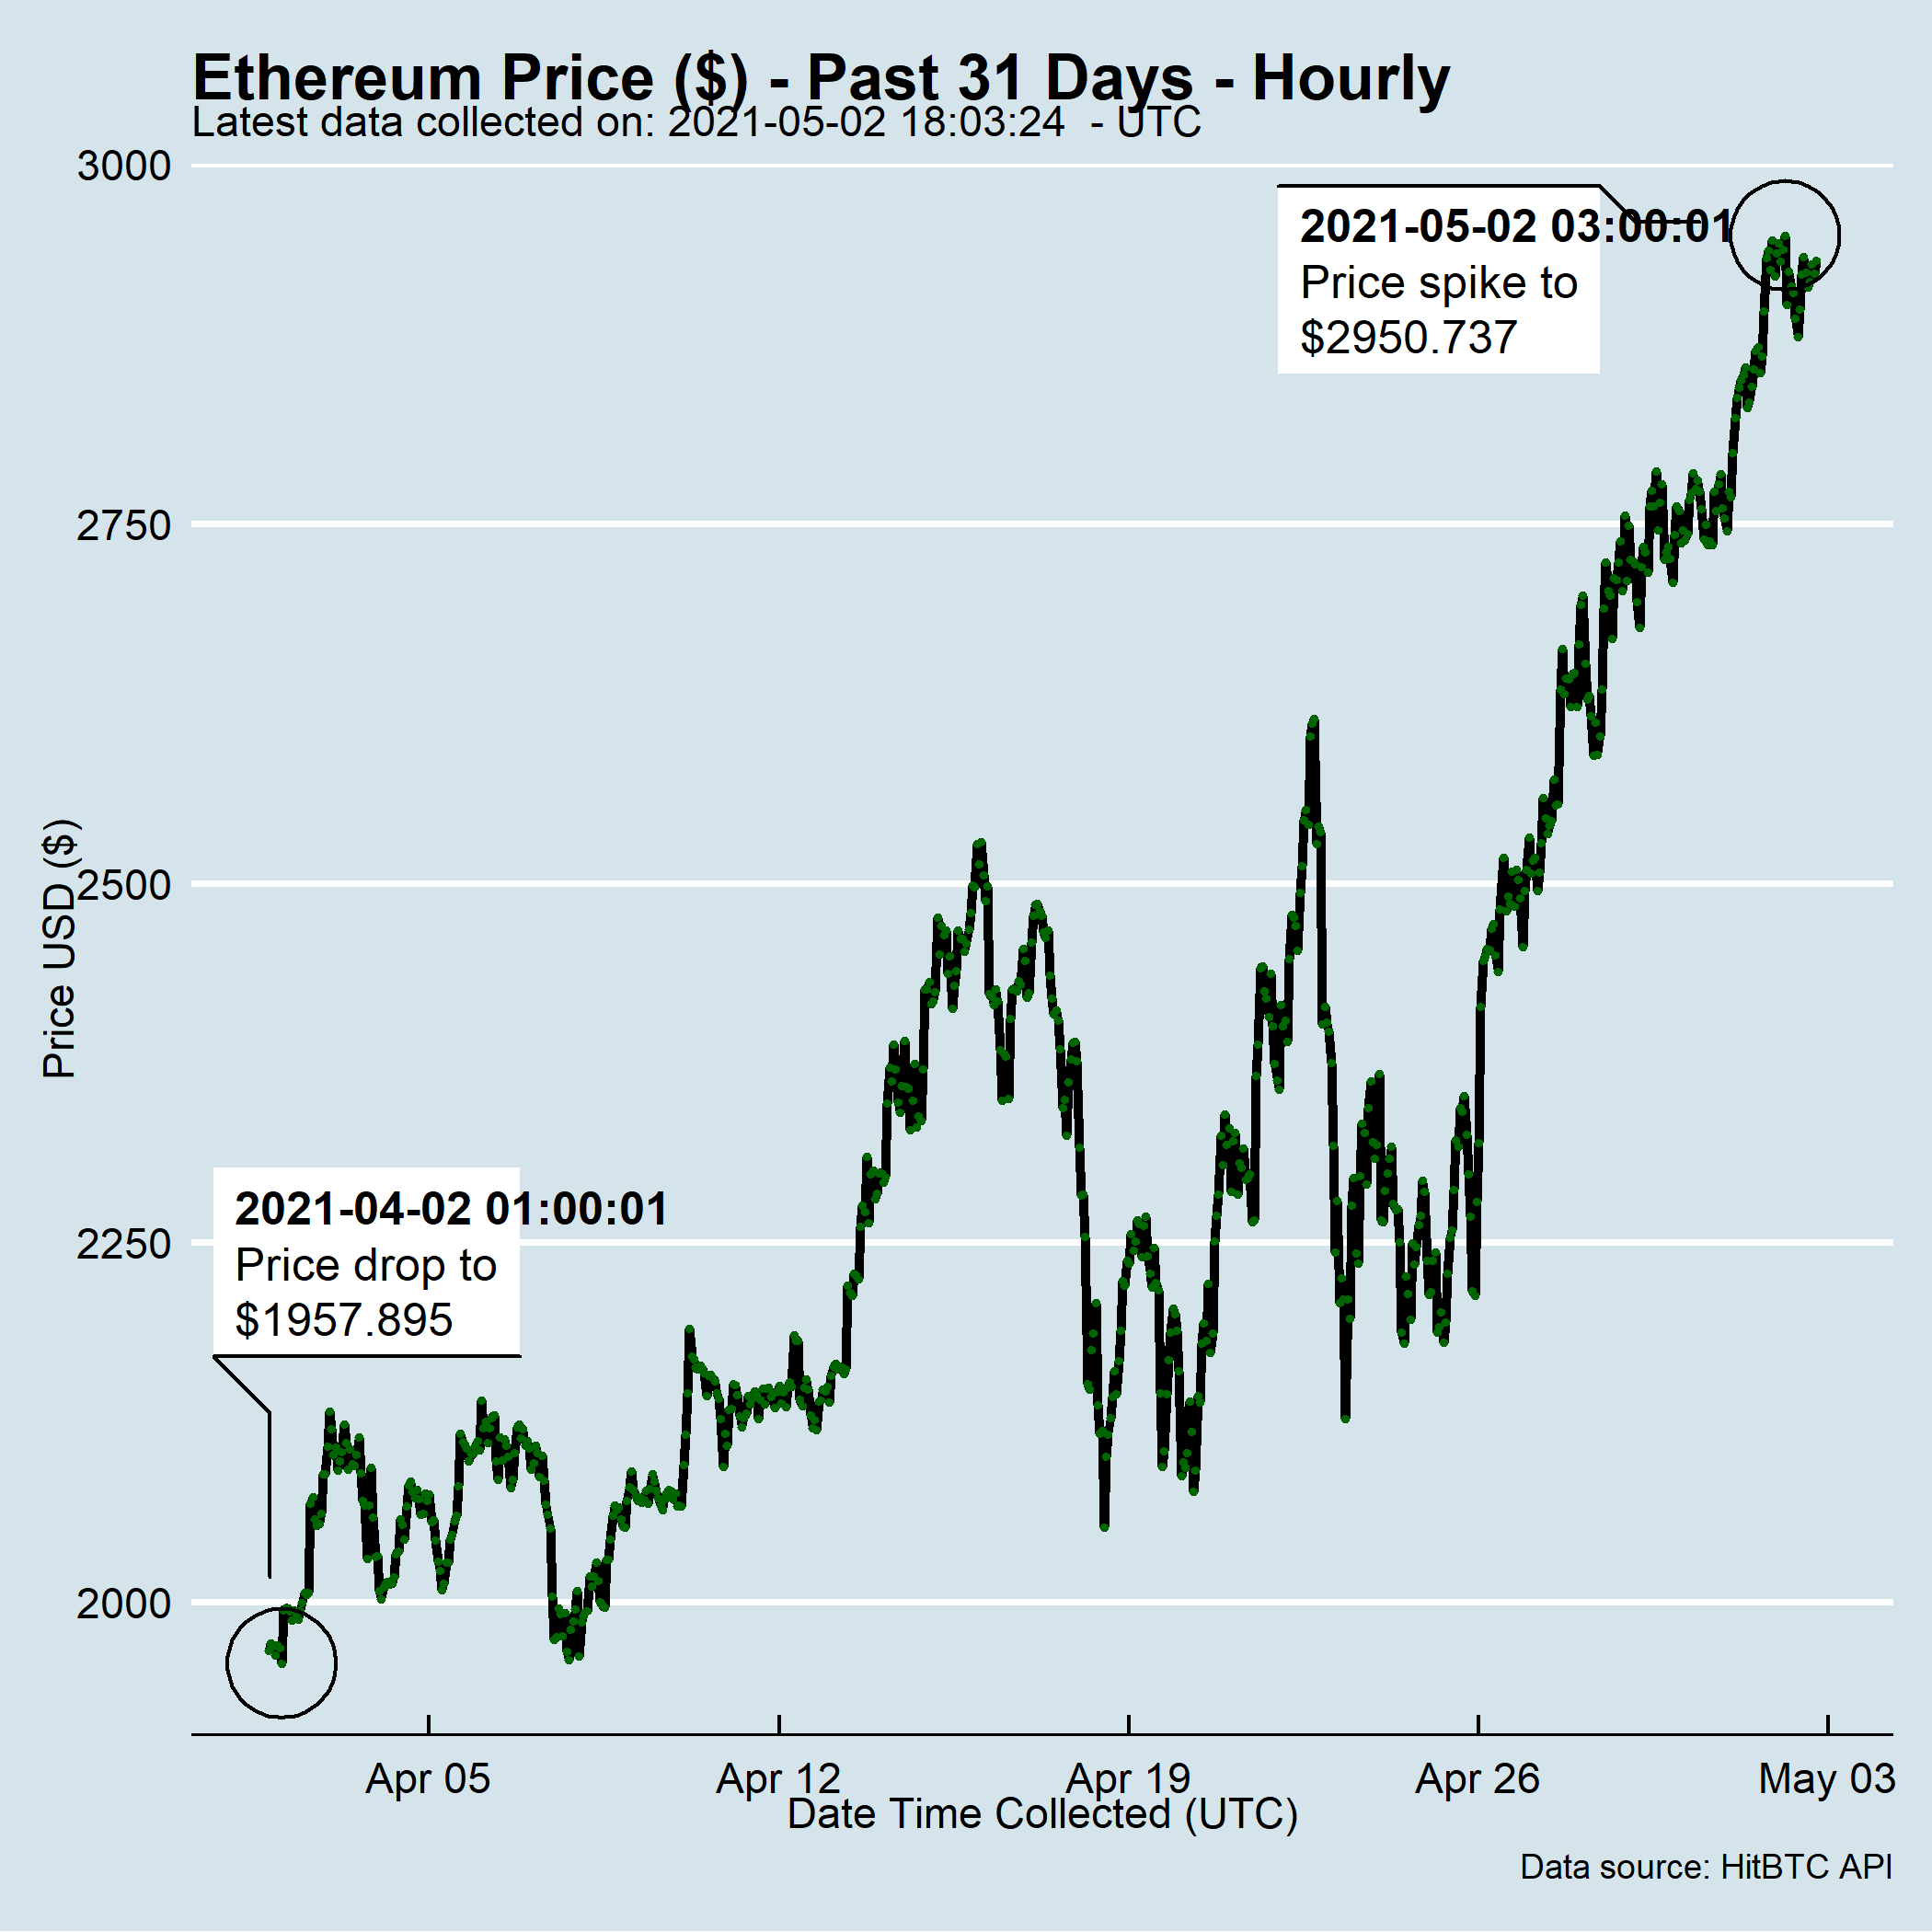 Ethereum Price ($) - Past 31 Days - Hourly
Latest data collected on: 2021-05-02 18:03:24  - UTC
3000
2750
2500
2250
2000
Price USD ($)
2021-05-02 03:00:01
Price spike to
$2950.737
2021-04-02 01:00:01
Price drop to
$1957.895
Apr 05
Apr 12
Apr 19
Apr 26
May 03
Date Time Collected (UTC)
Data source: HitBTC API